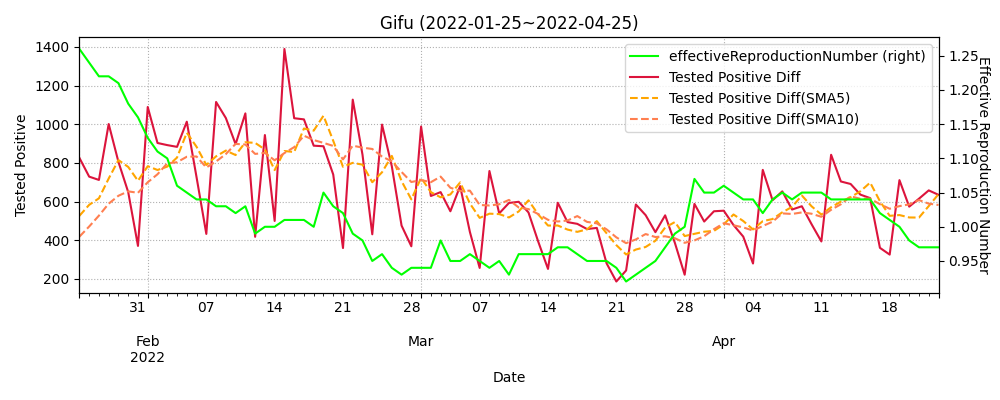 Gifu (2022-01-25~2022-04-25)
effectiveReproductionNumber (right)
Tested Positive Diff
Tested Positive Diff(SMA5)
Tested Positive Diff(SMA10)
Tested Positive
1400
1200
1000
800
600
400
200
Effective Reproduction Number
1.25
1.20
1.15
1.10
1.05
1.00
0.95
31 07 14 21 28 07 14 21 28 04 11 18
Feb Mar Apr
2022
Date